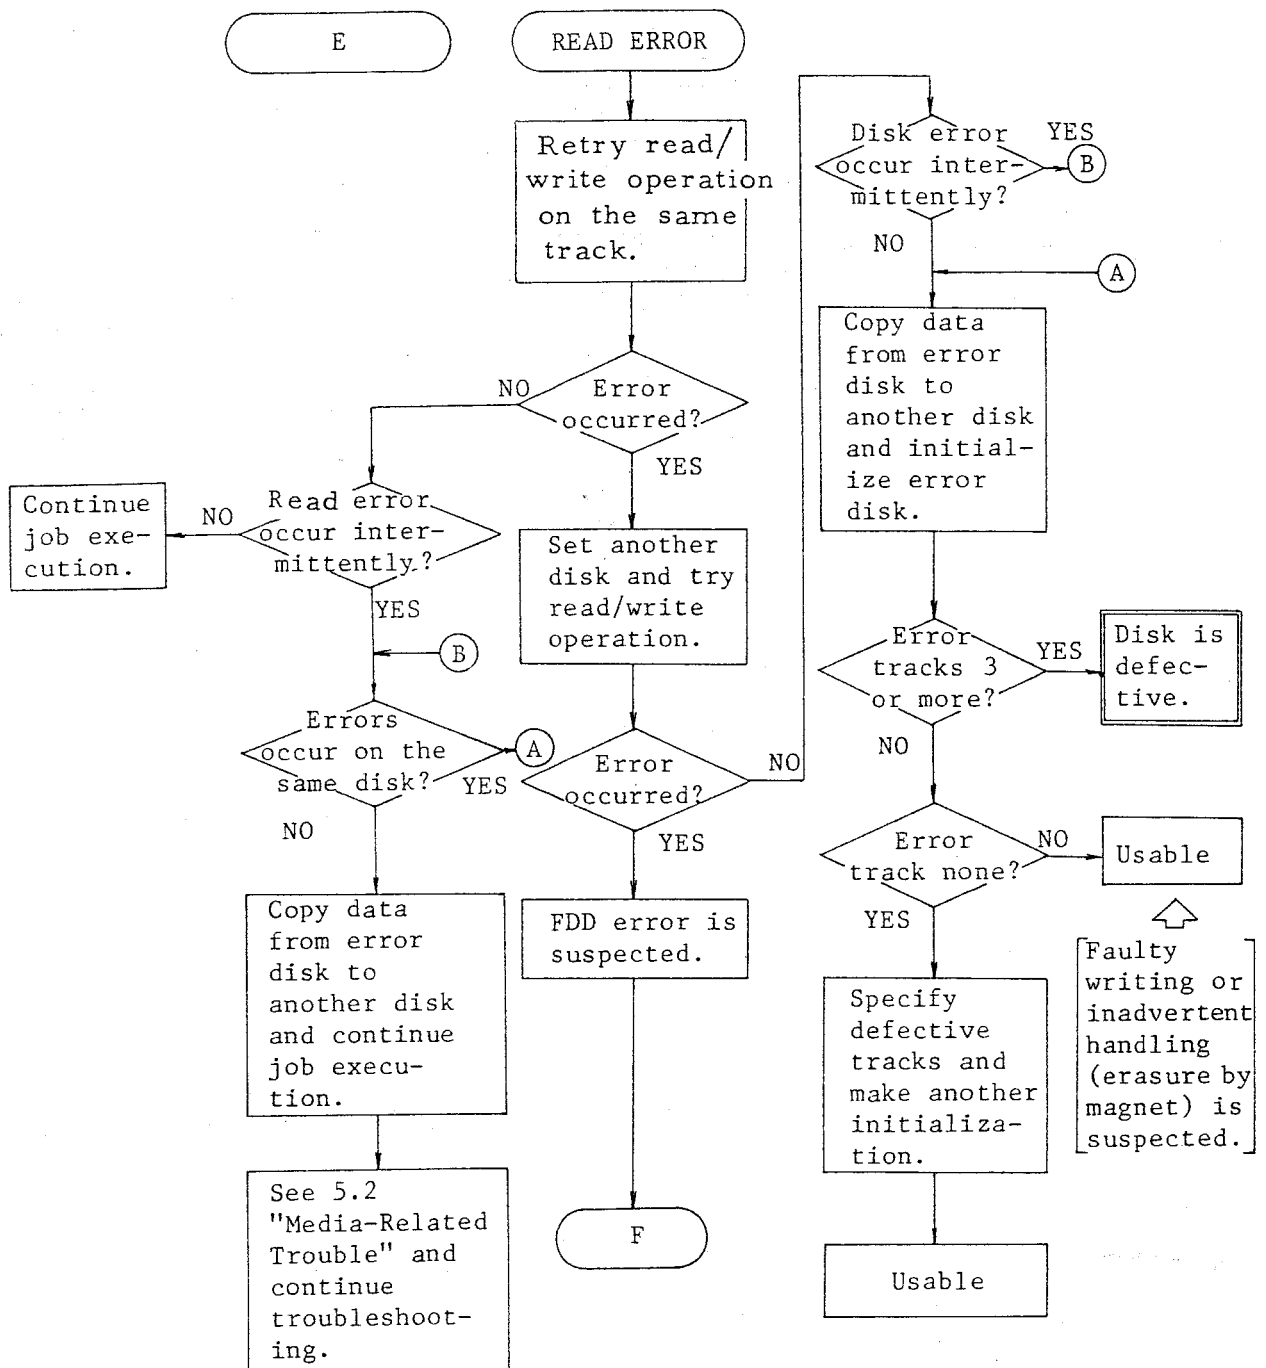 E
READ ERROR
Retry read/
write operation
on the same
track.
Error
occurred?
NO
YES
Read error
occur inter-
mittently?
NO
Continue
job exe-
cution.
YES
B
Errors
occur on the
same disk?
A
YES
NO
Copy data
from error
disk to
another disk
and continue
job execu-
tion.
See 5.2
"Media-Related
Trouble" and
continue
troubleshoot-
ing.
Set another
disk and try
read/write
operation.
Error
occurred?
NO
YES
FDD error is
suspected.
F
Disk error
occur inter-
mittently?
YES
B
NO
A
Copy data
from error
disk to
another disk
and initial-
ize error
disk.
Error
tracks 3
or more?
YES
Disk is
defec-
tive.
NO
Error
track none?
NO
Usable
Faulty
writing or
inadvertent
handling
(erasure by
magnet) is
suspected.
YES
Specify
defective
tracks and
make another
initializa-
tion.
Usable